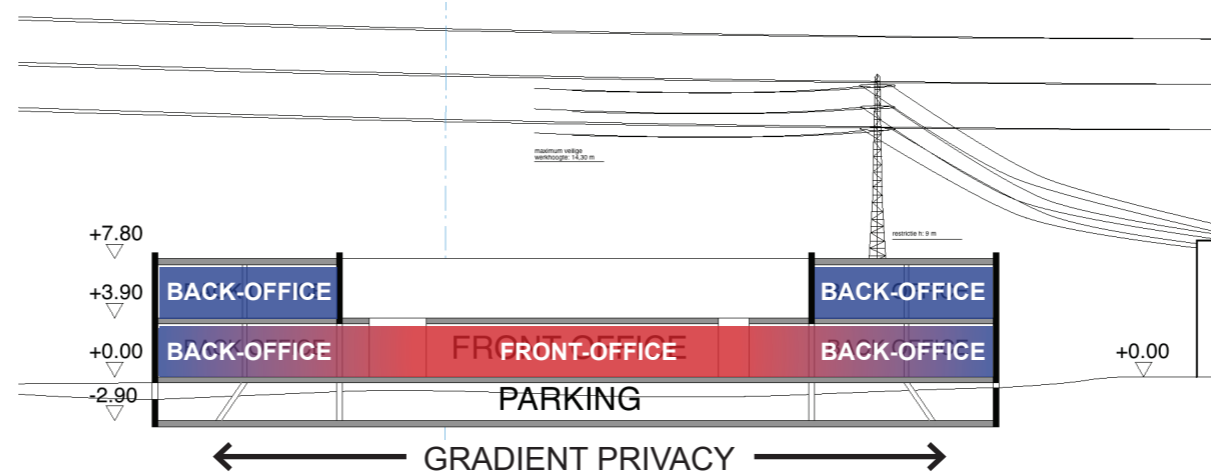 maximum veilige
werkhoogte: 14,30 m
+7.80
restrictie h: 9 m
+3.90
BACK-OFFICE
BACK-OFFICE
+0.00
BACK-OFFICE
FRONT OFFICE
FRONT-OFFICE
BACK-OFFICE
+0.00
-2.90
PARKING
GRADIENT PRIVACY